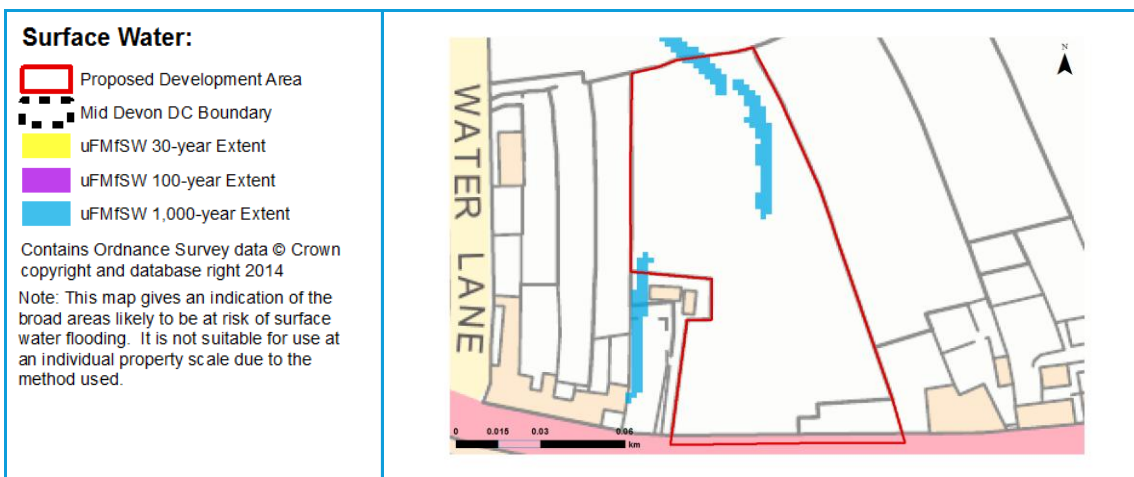 Surface Water:
Proposed Development Area
Mid Devon DC Boundary
uFMfSW 30-year Extent
uFMfSW 100-year Extent
uFMfSW 1,000-year Extent
Contains Ordnance Survey data © Crown
copyright and database right 2014
Note: This map gives an indication of the
broad areas likely to be at risk of surface
water flooding. It is not suitable for use at
an individual property scale due to the
method used.
WATER LANE
N
0 0.015 0.03 0.06
km